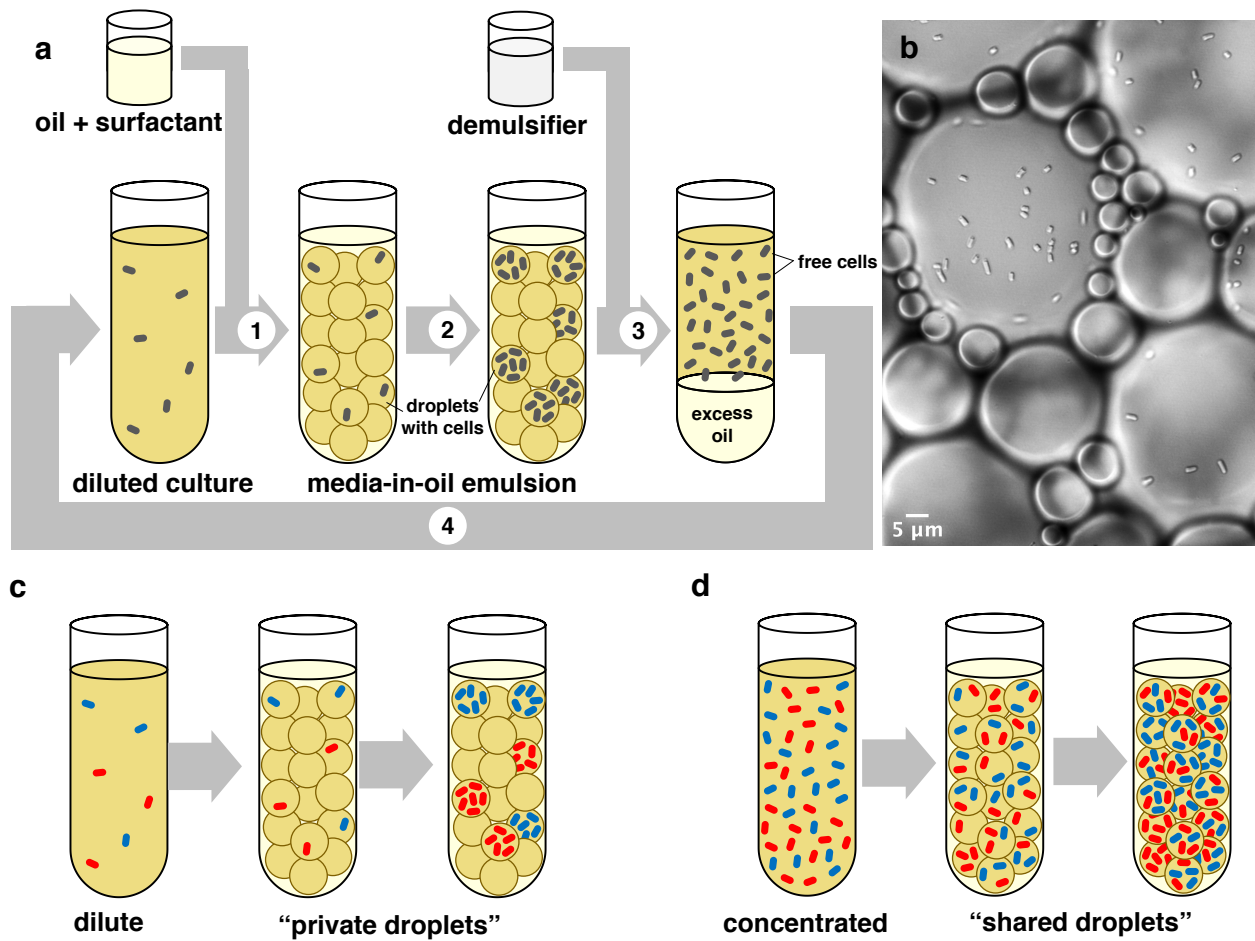 a
oil + surfactant
demulsifier
b
free cells
1
2
3
droplets
with cells
excess
oil
diluted culture
media-in-oil emulsion
4
5 µm
c
d
dilute
“private droplets”
concentrated
“shared droplets”